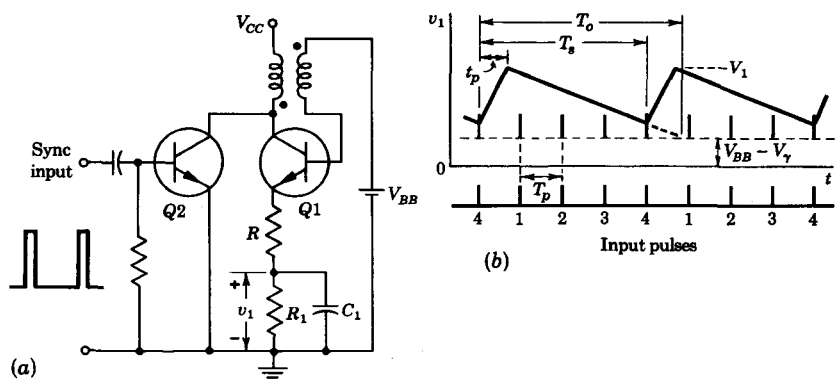 V_CC
Sync
input
Q2
Q1
V_BB
R
+
v_1
R_1
C_1
−
(a)
v_1
T_o
T_s
t_p
V_1
V_BB − V_γ
0
t
T_p
4 1 2 3 4 1 2 3 4
Input pulses
(b)